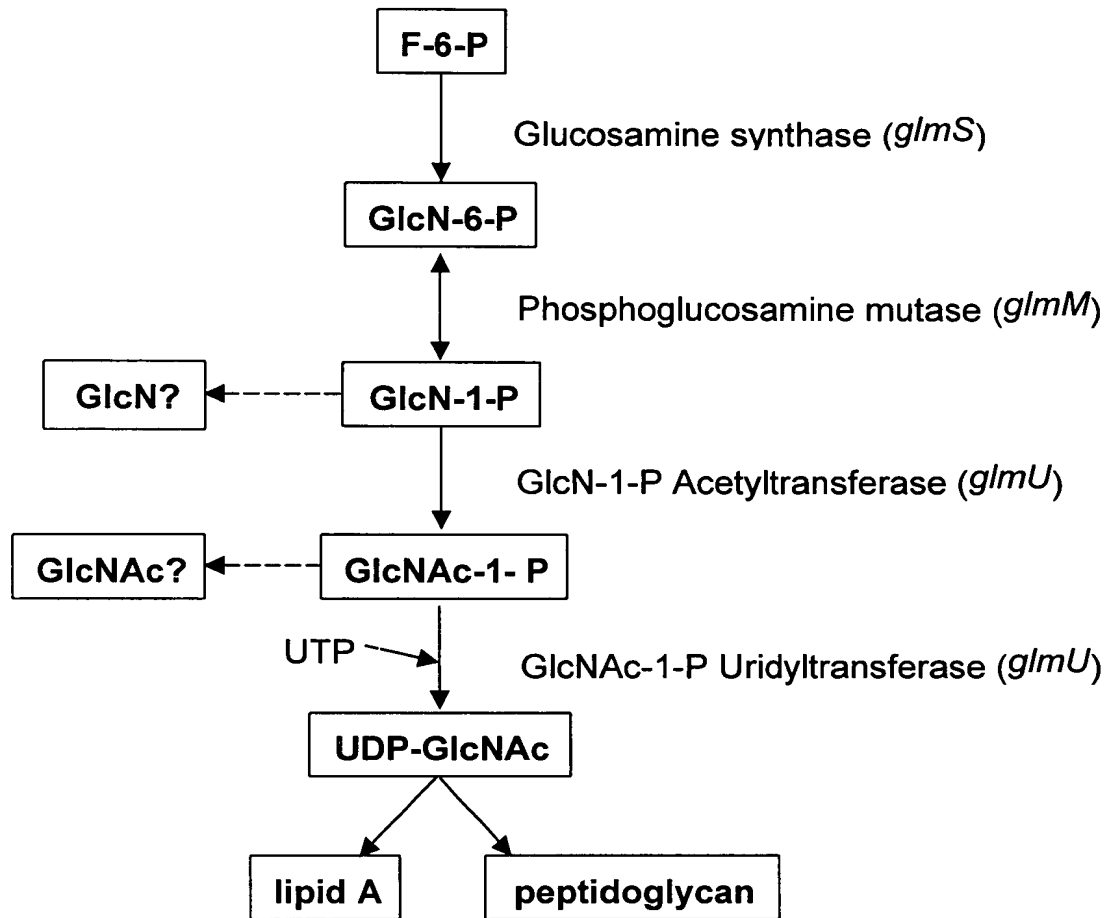 F-6-P
Glucosamine synthase (glmS)
GlcN-6-P
Phosphoglucosamine mutase (glmM)
GlcN?
GlcN-1-P
GlcN-1-P Acetyltransferase (glmU)
GlcNAc?
GlcNAc-1- P
UTP
GlcNAc-1-P Uridyltransferase (glmU)
UDP-GlcNAc
lipid A
peptidoglycan